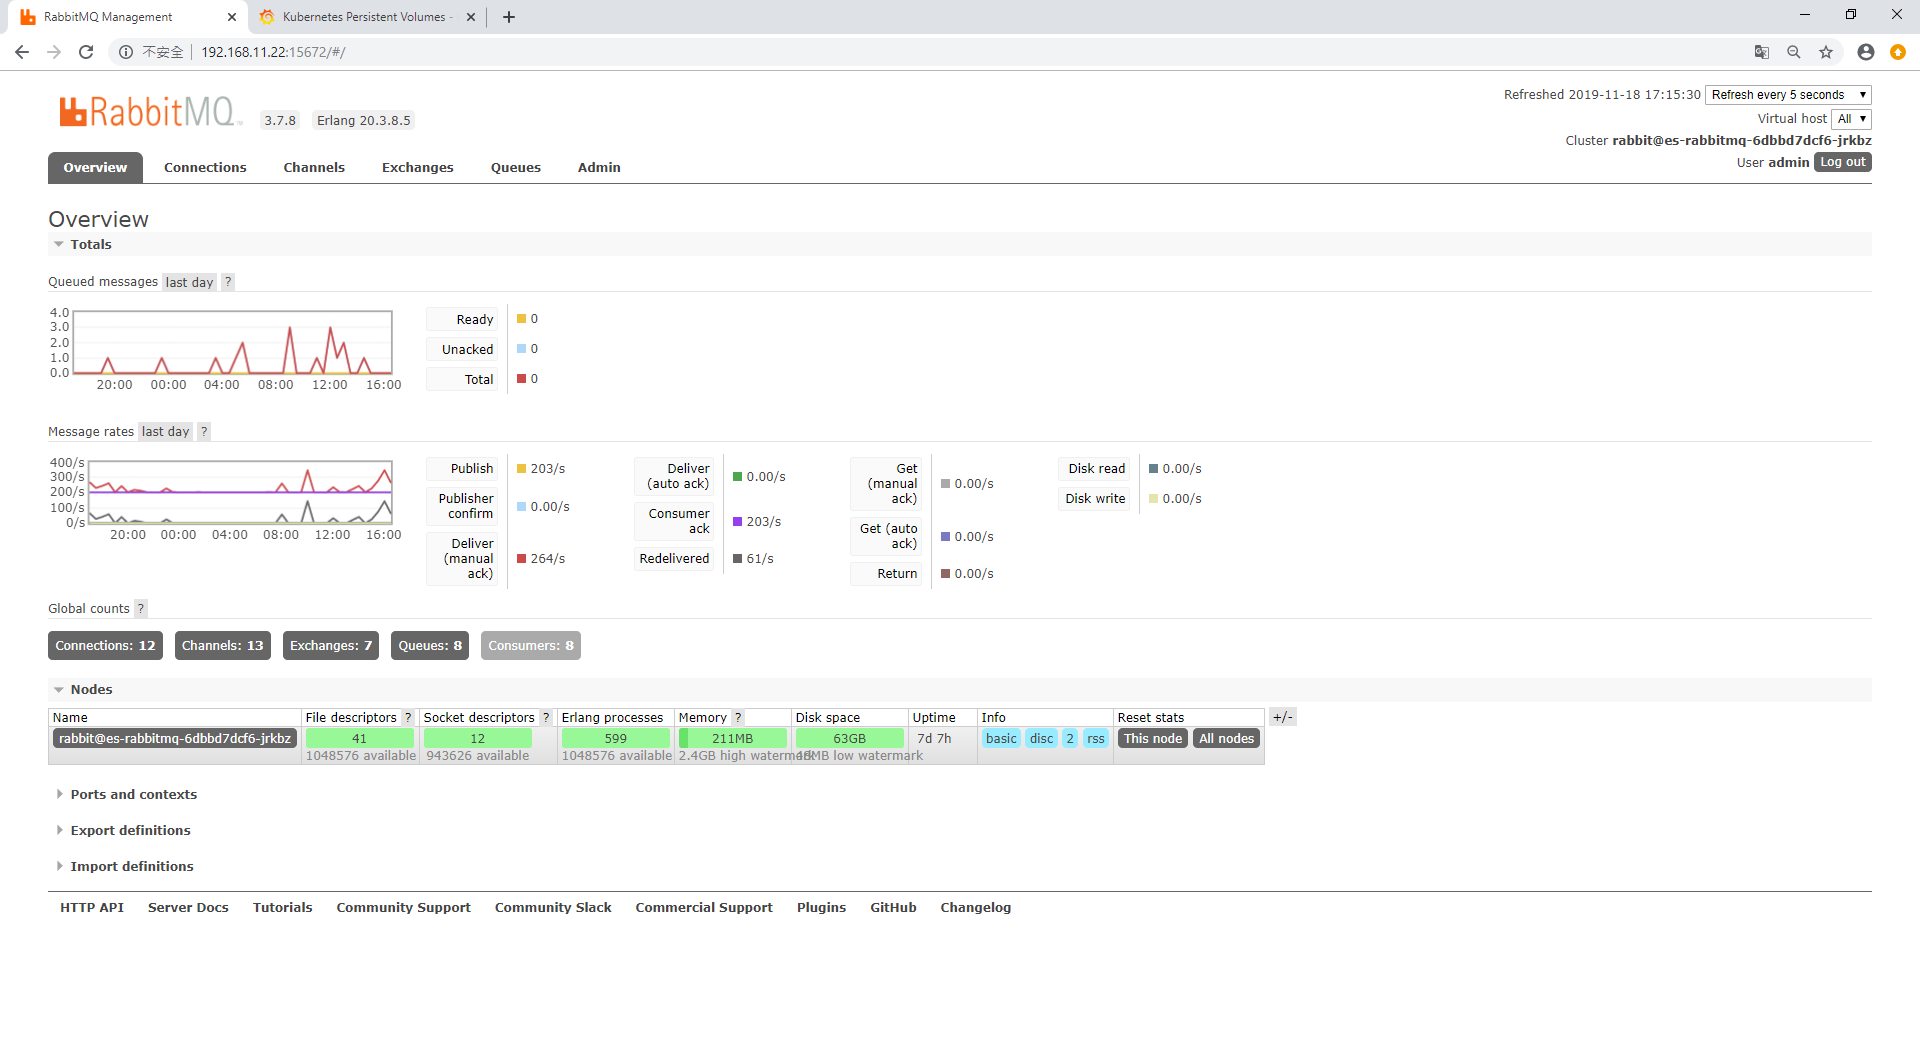 RabbitMQ Management
Kubernetes Persistent Volumes -
不安全 192.168.11.22:15672/#/
RabbitMQ 3.7.8 Erlang 20.3.8.5
Refreshed 2019-11-18 17:15:30 Refresh every 5 seconds
Virtual host All
Cluster rabbit@es-rabbitmq-6dbbd7dcf6-jrkbz
User admin Log out
Overview Connections Channels Exchanges Queues Admin
Overview
Totals
Queued messages last day ?
4.0
3.0
2.0
1.0
0.0
20:00 00:00 04:00 08:00 12:00 16:00
Ready 0
Unacked 0
Total 0
Message rates last day ?
400/s
300/s
200/s
100/s
0/s
20:00 00:00 04:00 08:00 12:00 16:00
Publish 203/s
Publisher
confirm 0.00/s
Deliver
(manual
ack) 264/s
Deliver
(auto ack) 0.00/s
Consumer
ack 203/s
Redelivered 61/s
Get
(manual
ack) 0.00/s
Get (auto
ack) 0.00/s
Return 0.00/s
Disk read 0.00/s
Disk write 0.00/s
Global counts ?
Connections: 12 Channels: 13 Exchanges: 7 Queues: 8 Consumers: 8
Nodes
Name File descriptors ? Socket descriptors ? Erlang processes Memory ? Disk space Uptime Info Reset stats +/-
rabbit@es-rabbitmq-6dbbd7dcf6-jrkbz 41 12 599 211MB 63GB 7d 7h basic disc 2 rss This node All nodes
1048576 available 943626 available 1048576 available 2.4GB high watermark 48MB low watermark
Ports and contexts
Export definitions
Import definitions
HTTP API Server Docs Tutorials Community Support Community Slack Commercial Support Plugins GitHub Changelog